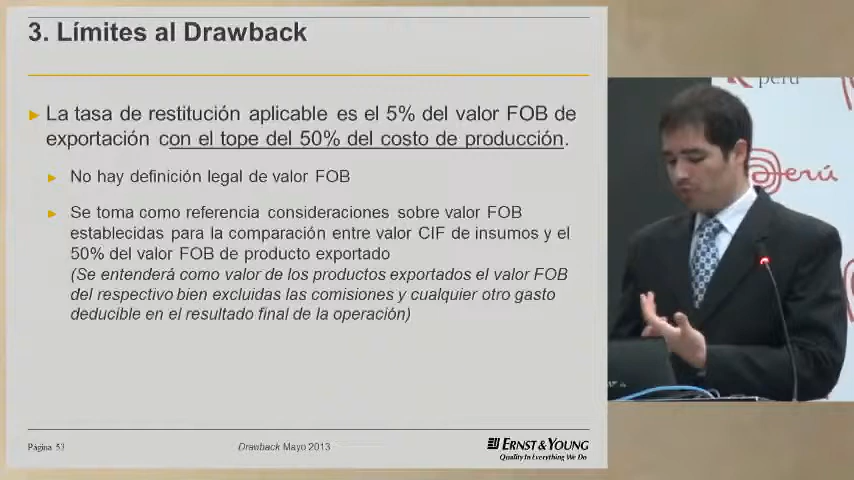 3. Límites al Drawback
La tasa de restitución aplicable es el 5% del valor FOB de
exportación con el tope del 50% del costo de producción.
No hay definición legal de valor FOB
Se toma como referencia consideraciones sobre valor FOB
establecidas para la comparación entre valor CIF de insumos y el
50% del valor FOB de producto exportado
(Se entenderá como valor de los productos exportados el valor FOB
del respectivo bien excluidas las comisiones y cualquier otro gasto
deducible en el resultado final de la operación)
Página 53
Drawback Mayo 2013
ERNST & YOUNG
Quality In Everything We Do
perú
Perú